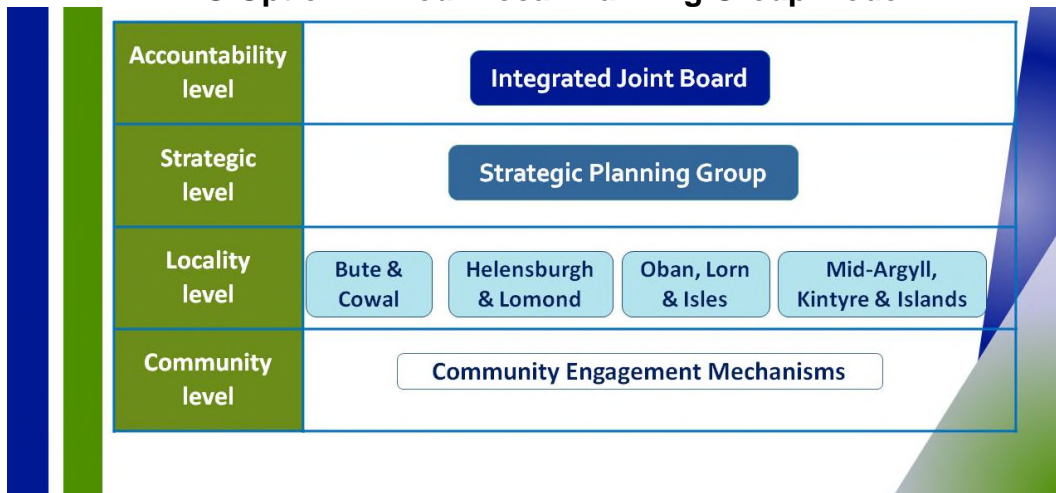 Accountability
level
Integrated Joint Board
Strategic
level
Strategic Planning Group
Locality
level
Bute &
Cowal
Helensburgh
& Lomond
Oban, Lorn
& Isles
Mid-Argyll,
Kintyre & Islands
Community
level
Community Engagement Mechanisms